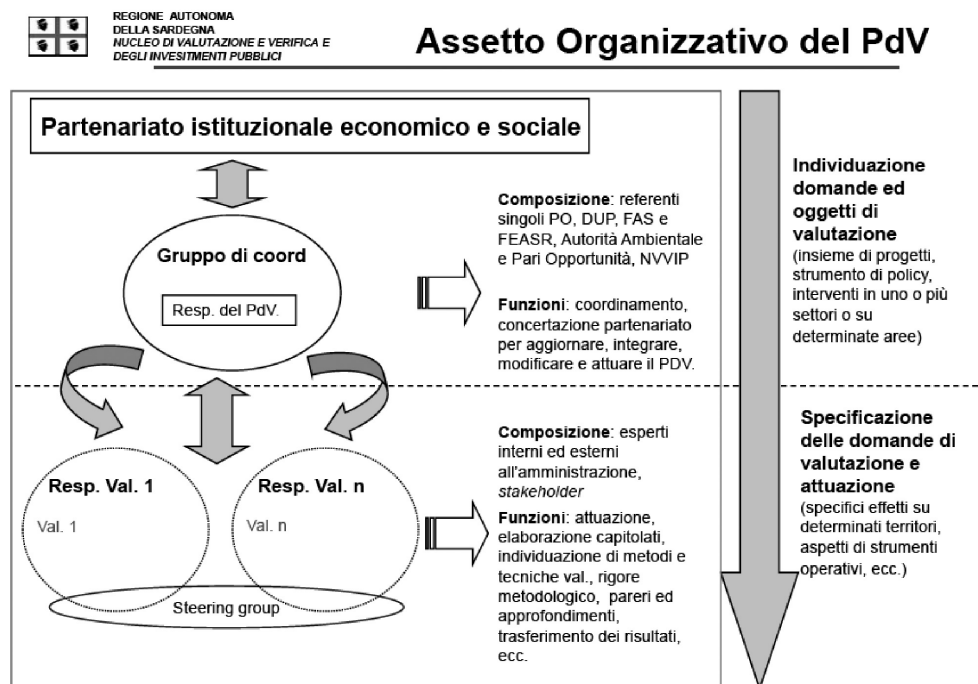 REGIONE AUTONOMA
DELLA SARDEGNA
NUCLEO DI VALUTAZIONE E VERIFICA E
DEGLI INVESTIMENTI PUBBLICI
Assetto Organizzativo del PdV
Partenariato istituzionale economico e sociale
Gruppo di coord
Resp. del PdV.
Composizione: referenti
singoli PO, DUP, FAS e
FEASR, Autorità Ambientale
e Pari Opportunità, NVVIP
Funzioni: coordinamento,
concertazione partenariato
per aggiornare, integrare,
modificare e attuare il PDV.
Individuazione
domande ed
oggetti di
valutazione
(insieme di progetti,
strumento di policy,
interventi in uno o più
settori o su
determinate aree)
Resp. Val. 1
Val. 1
Resp. Val. n
Val. n
Steering group
Composizione: esperti
interni ed esterni
all'amministrazione,
stakeholder
Funzioni: attuazione,
elaborazione capitolati,
individuazione di metodi e
tecniche val., rigore
metodologico, pareri ed
approfondimenti,
trasferimento dei risultati,
ecc.
Specificazione
delle domande di
valutazione e
attuazione
(specifici effetti su
determinati territori,
aspetti di strumenti
operativi, ecc.)